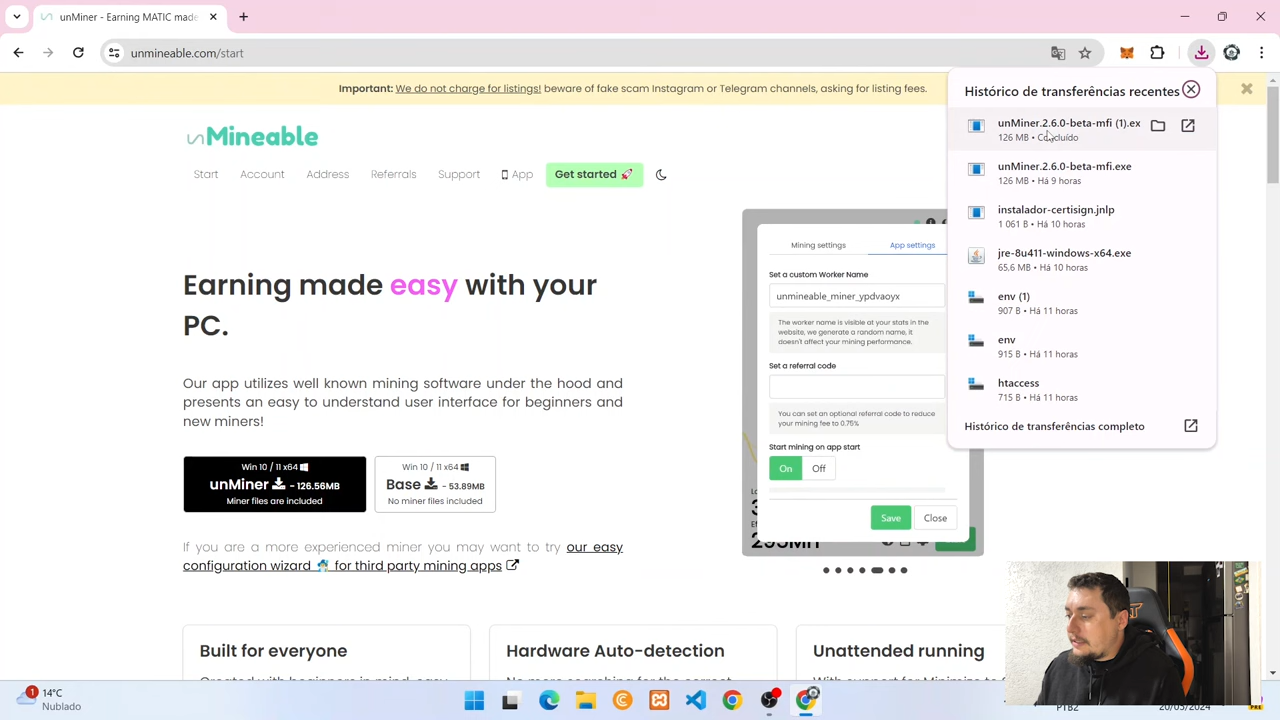 unMiner - Earning MATIC made
unmineable.com/start
Important: We do not charge for listings! beware of fake scam Instagram or Telegram channels, asking for listing fees.
unMineable
Start Account Address Referrals Support App Get started 🚀
Earning made easy with your
PC.
Our app utilizes well known mining software under the hood and
presents an easy to understand user interface for beginners and
new miners!
Win 10 / 11 x64
unMiner - 126.56MB
Miner files are included
Win 10 / 11 x64
Base - 53.89MB
No miner files included
If you are a more experienced miner you may want to try our easy
configuration wizard for third party mining apps
Built for everyone
Hardware Auto-detection
Unattended running
Mining settings App settings
Set a custom Worker Name
unmineable_miner_ypdvaoyx
The worker name is visible at your stats in the
website, we generate a random name, it
doesn't affect your mining performance.
Set a referral code
You can set an optional referral code to reduce
your mining fee to 0.75%
Start mining on app start
On Off
Save Close
Histórico de transferências recentes
unMiner.2.6.0-beta-mfi (1).ex
126 MB • Concluído
unMiner.2.6.0-beta-mfi.exe
126 MB • Há 9 horas
instalador-certisign.jnlp
1 061 B • Há 10 horas
jre-8u411-windows-x64.exe
65,6 MB • Há 10 horas
env (1)
907 B • Há 11 horas
env
915 B • Há 11 horas
htaccess
715 B • Há 11 horas
Histórico de transferências completo
1
14°C
Nublado
PTB2
20/05/2024